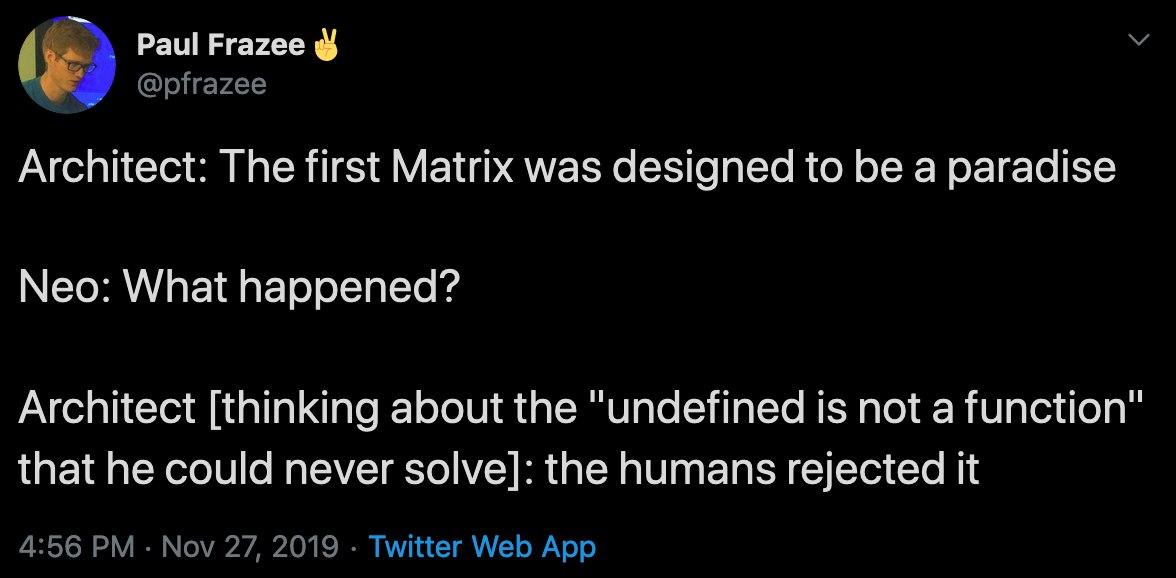 Paul Frazee ✌
@pfrazee
Architect: The first Matrix was designed to be a paradise
Neo: What happened?
Architect [thinking about the "undefined is not a function"
that he could never solve]: the humans rejected it
4:56 PM · Nov 27, 2019 · Twitter Web App